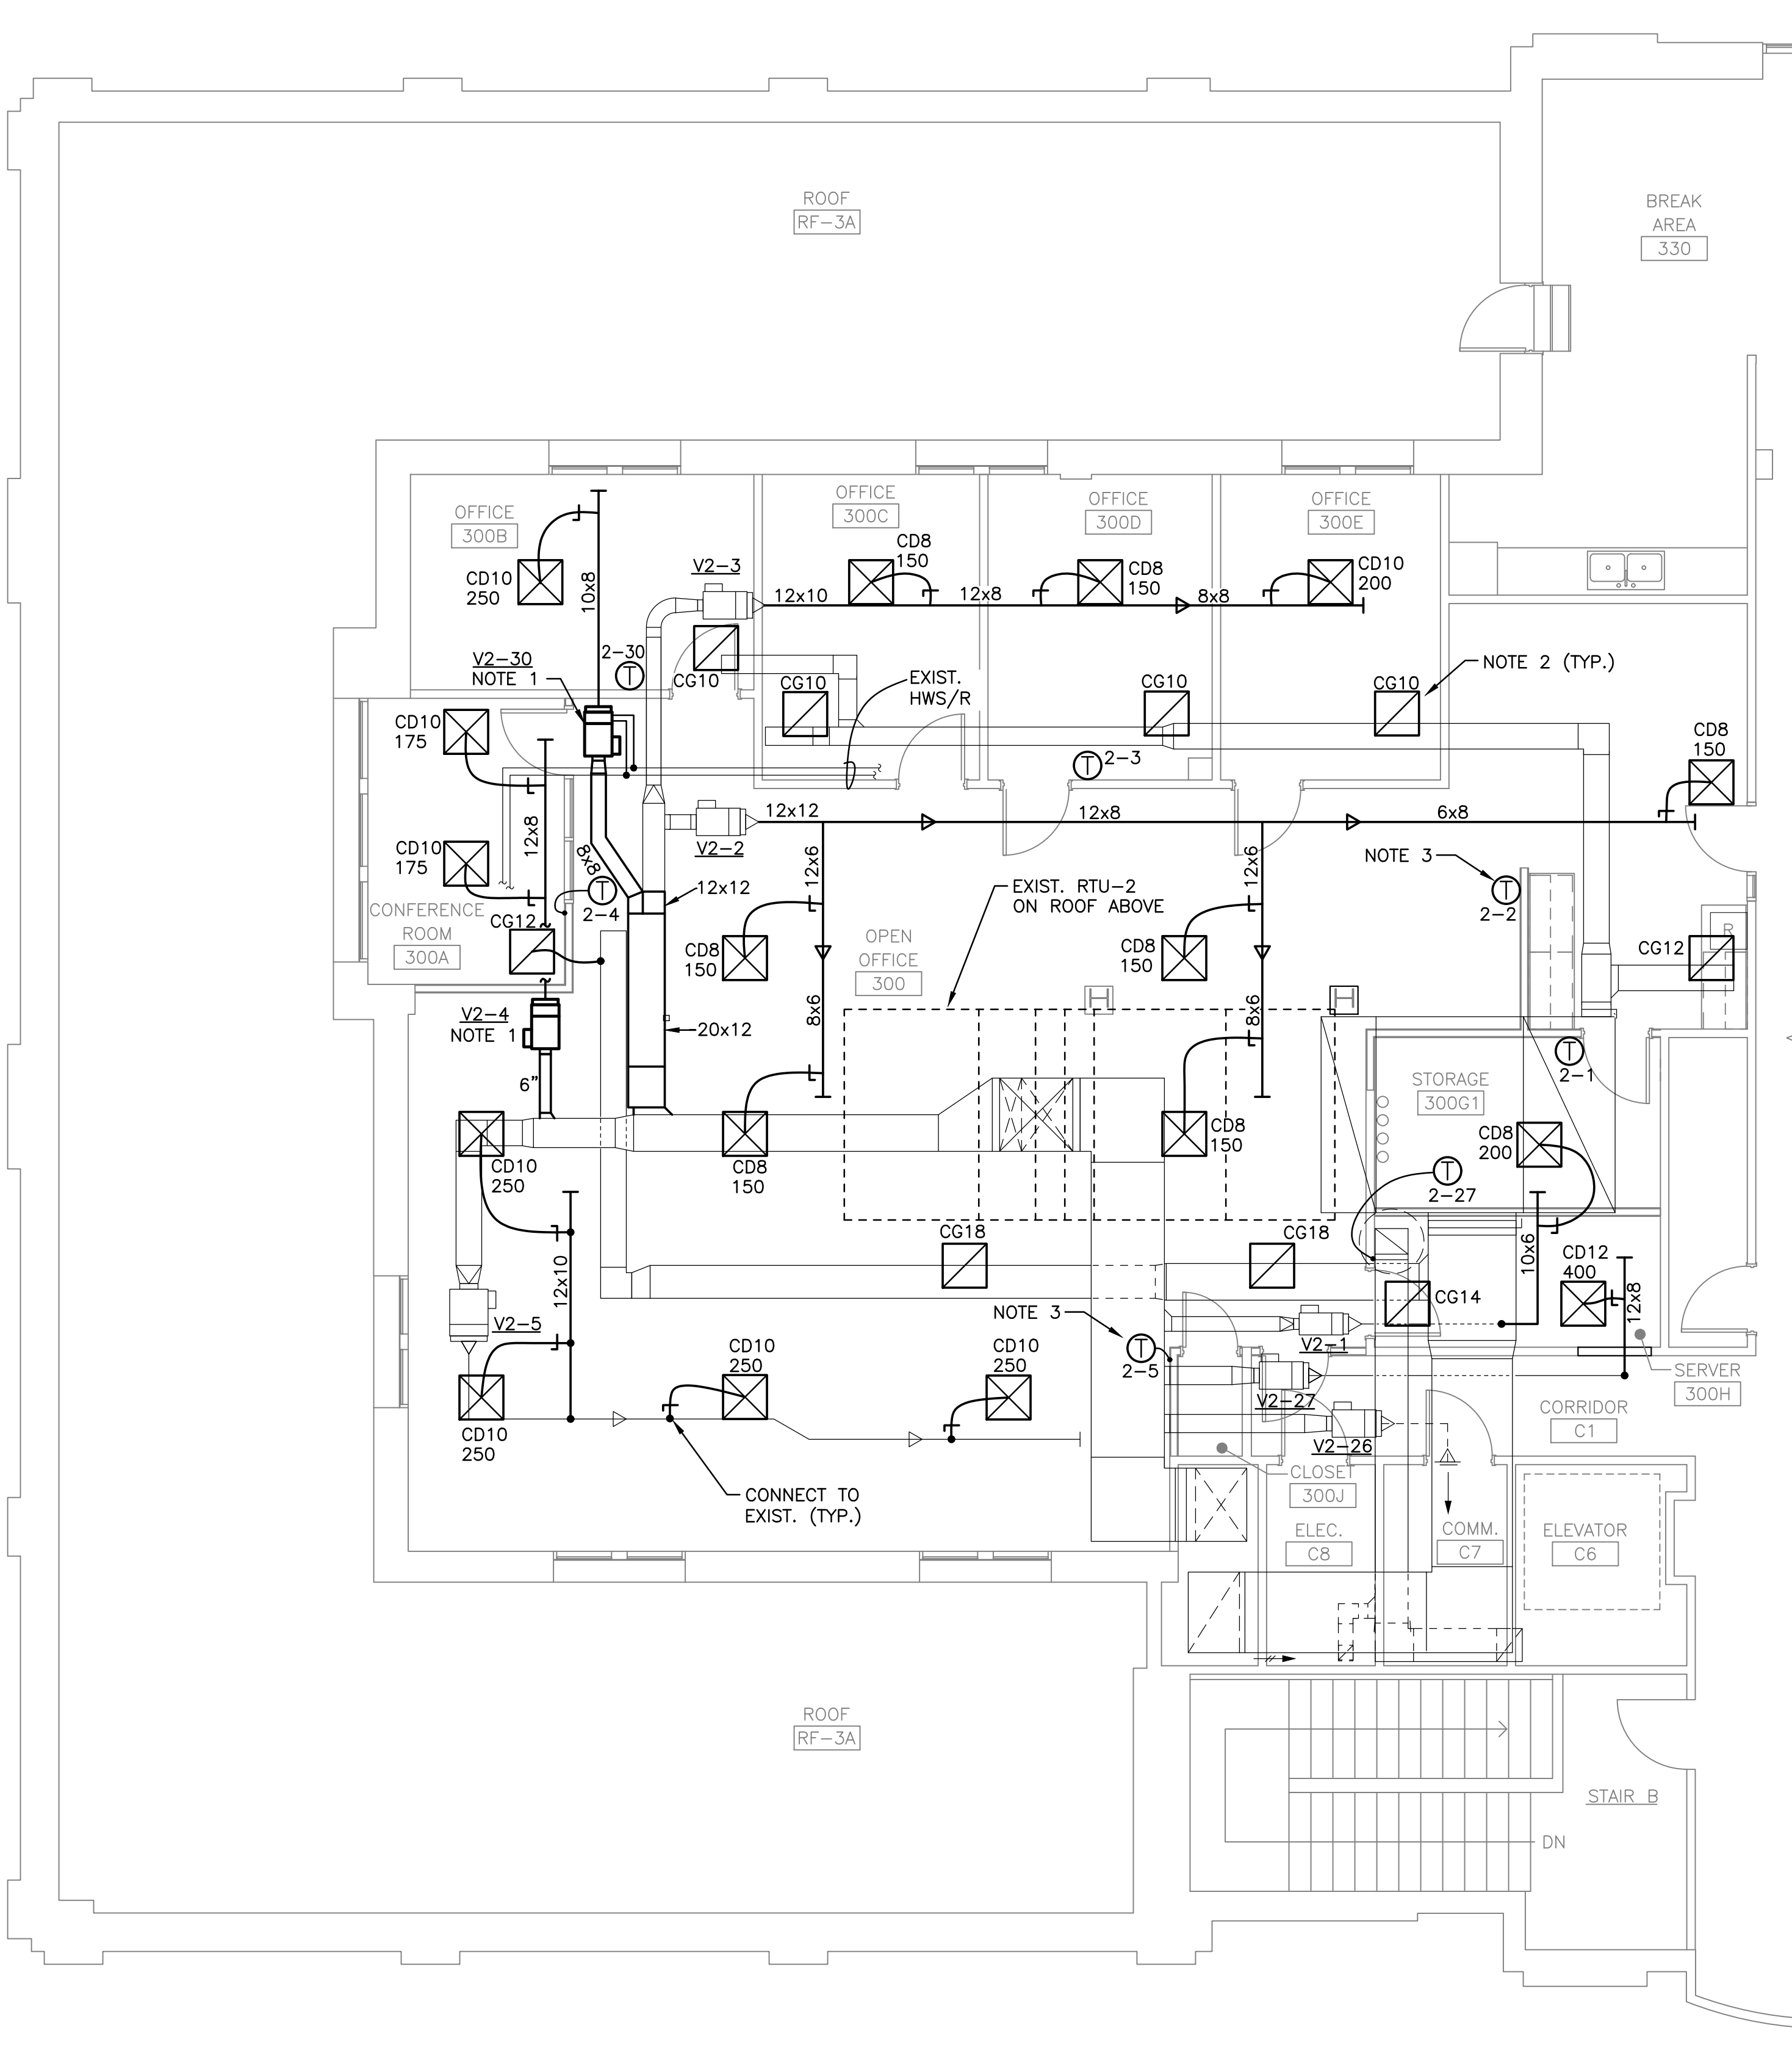 ROOF
RF-3A
BREAK
AREA
330
OFFICE
300B
OFFICE
300C
OFFICE
300D
OFFICE
300E
CD10
250
10x8
V2-3
CD8
150
CD8
150
CD10
200
12x10
12x8
8x8
V2-30
NOTE 1
2-30
T
CG10
CG10
EXIST.
HWS/R
CG10
CG10
NOTE 2 (TYP.)
CD10
175
T
2-3
CD8
150
12x8
8x8
12x12
12x8
6x8
V2-2
CD10
175
12x6
12x6
NOTE 3
T
2-4
12x12
EXIST. RTU-2
ON ROOF ABOVE
T
2-2
CONFERENCE
ROOM
300A
CG12
CD8
150
OPEN
OFFICE
300
CD8
150
R
CG12
V2-4
NOTE 1
20x12
8x6
H
8x6
H
6"
T
2-1
STORAGE
300G1
CD10
250
CD8
150
CD8
150
CD8
200
T
2-27
12x10
CG18
CG18
10x6
CD12
400
12x8
CG14
V2-5
NOTE 3
T
2-5
V2-1
CD10
250
CD10
250
V2-27
SERVER
300H
CD10
250
CORRIDOR
C1
V2-26
CLOSET
300J
CONNECT TO
EXIST. (TYP.)
ELEC.
C8
COMM.
C7
ELEVATOR
C6
ROOF
RF-3A
STAIR B
DN